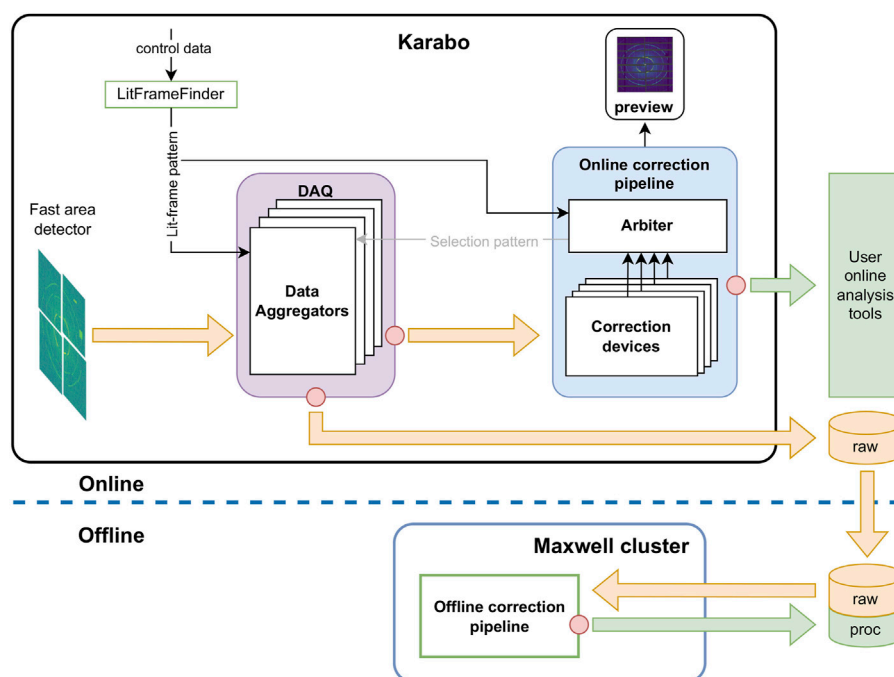 Karabo
control data
LitFrameFinder
Lit-frame pattern
preview
Online correction
pipeline
DAQ
Fast area
detector
Arbiter
Selection pattern
Data
Aggregators
Correction
devices
User
online
analysis
tools
raw
Online
Offline
Maxwell cluster
Offline correction
pipeline
raw
proc